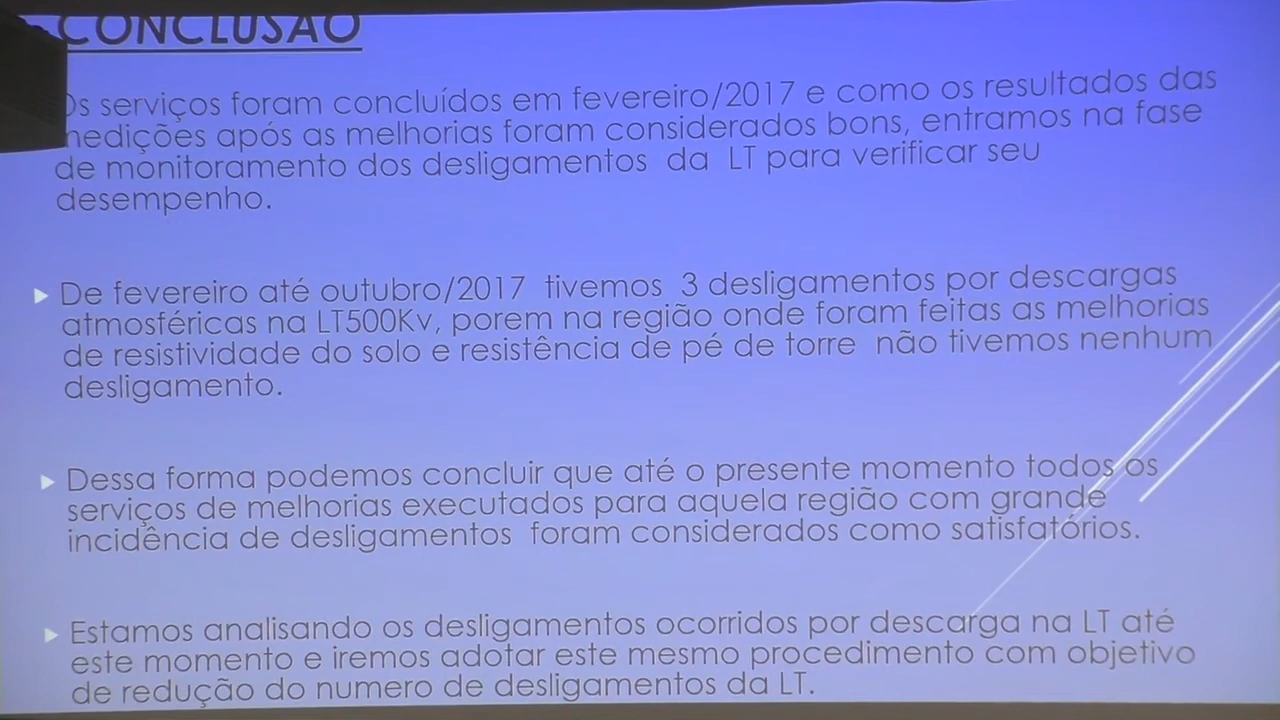 CONCLUSÃO
Os serviços foram concluídos em fevereiro/2017 e como os resultados das
medições após as melhorias foram considerados bons, entramos na fase
de monitoramento dos desligamentos da LT para verificar seu
desempenho.
De fevereiro até outubro/2017 tivemos 3 desligamentos por descargas
atmosféricas na LT500Kv, porem na região onde foram feitas as melhorias
de resistividade do solo e resistência de pé de torre não tivemos nenhum
desligamento.
Dessa forma podemos concluir que até o presente momento todos os
serviços de melhorias executados para aquela região com grande
incidência de desligamentos foram considerados como satisfatórios.
Estamos analisando os desligamentos ocorridos por descarga na LT até
este momento e iremos adotar este mesmo procedimento com objetivo
de redução do numero de desligamentos da LT.